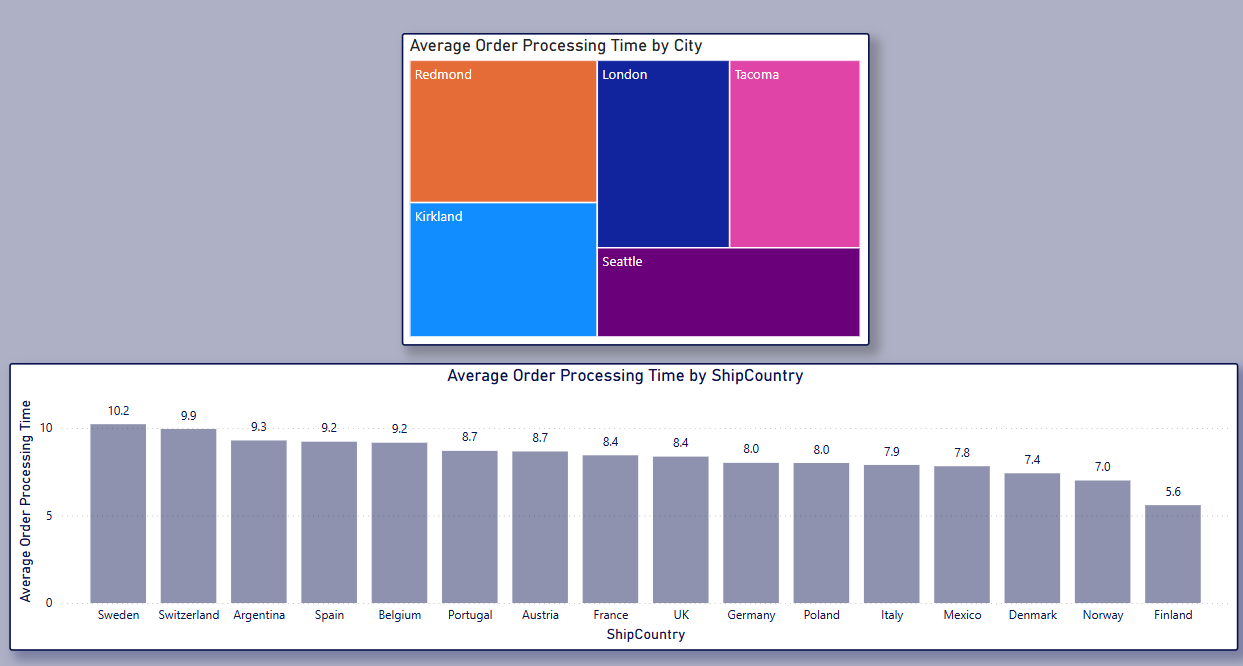 Average Order Processing Time by City
Redmond
London
Tacoma
Kirkland
Seattle
Average Order Processing Time by ShipCountry
Average Order Processing Time
10
5
0
10.2
9.9
9.3
9.2
9.2
8.7
8.7
8.4
8.4
8.0
8.0
7.9
7.8
7.4
7.0
5.6
Sweden
Switzerland
Argentina
Spain
Belgium
Portugal
Austria
France
UK
Germany
Poland
Italy
Mexico
Denmark
Norway
Finland
ShipCountry